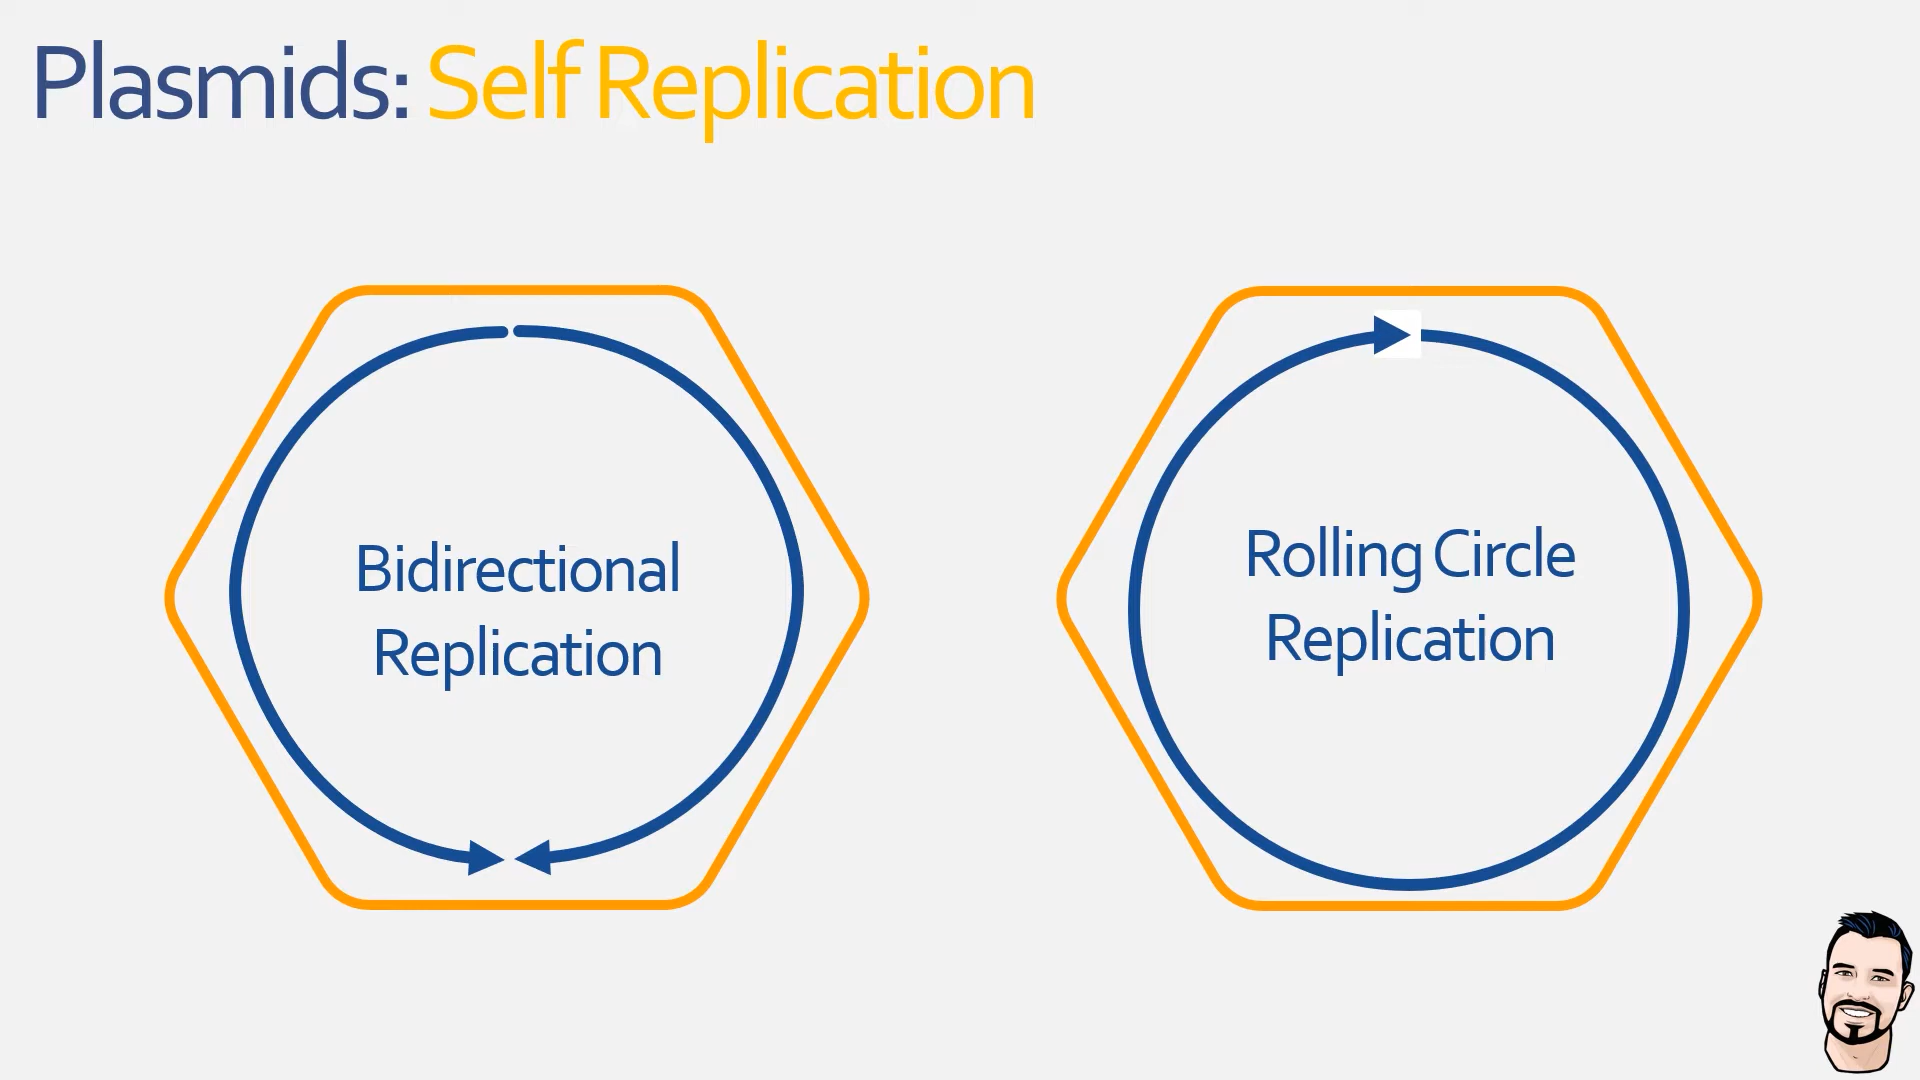 Plasmids: Self Replication
Bidirectional
Replication
Rolling Circle
Replication